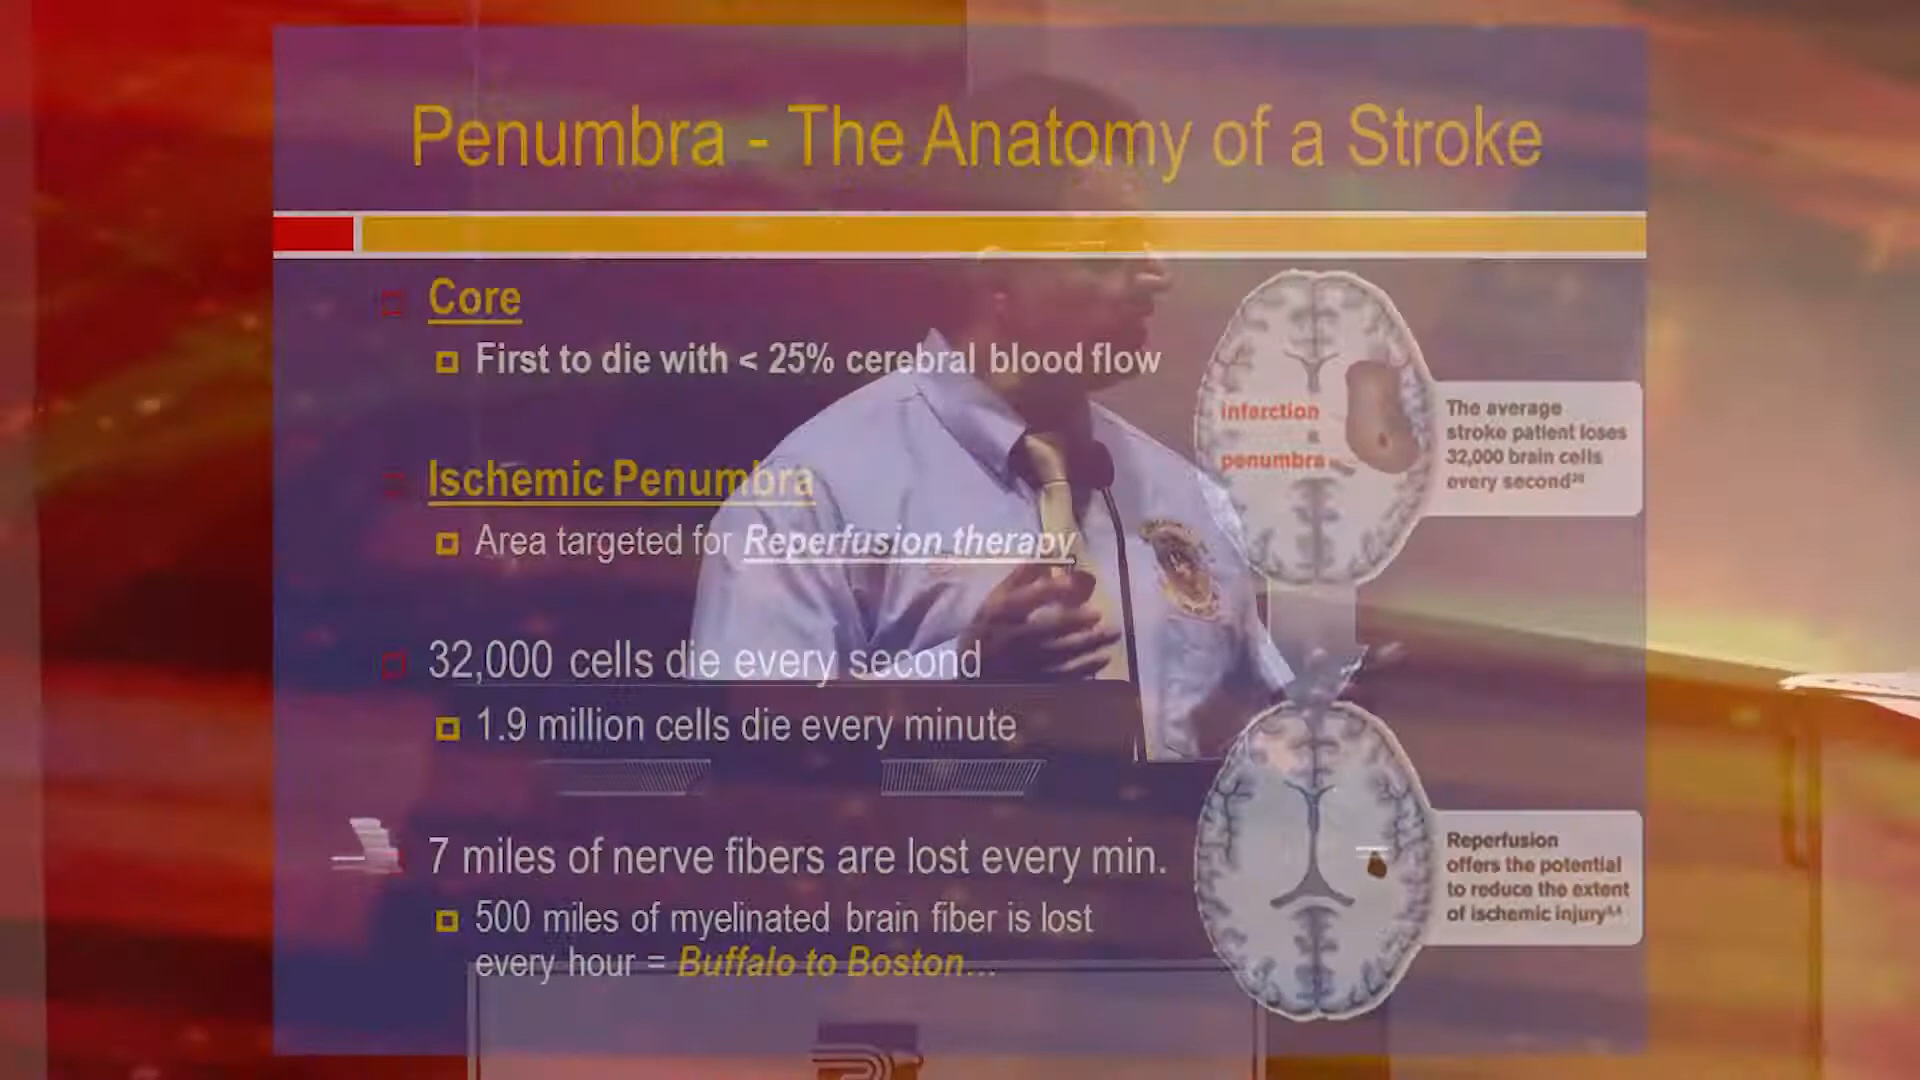 Penumbra - The Anatomy of a Stroke
Core
First to die with < 25% cerebral blood flow
infarction
penumbra
The average
stroke patient loses
32,000 brain cells
every second
Ischemic Penumbra
Area targeted for Reperfusion therapy
32,000 cells die every second
1.9 million cells die every minute
7 miles of nerve fibers are lost every min.
500 miles of myelinated brain fiber is lost
every hour = Buffalo to Boston...
Reperfusion
offers the potential
to reduce the extent
of ischemic injury